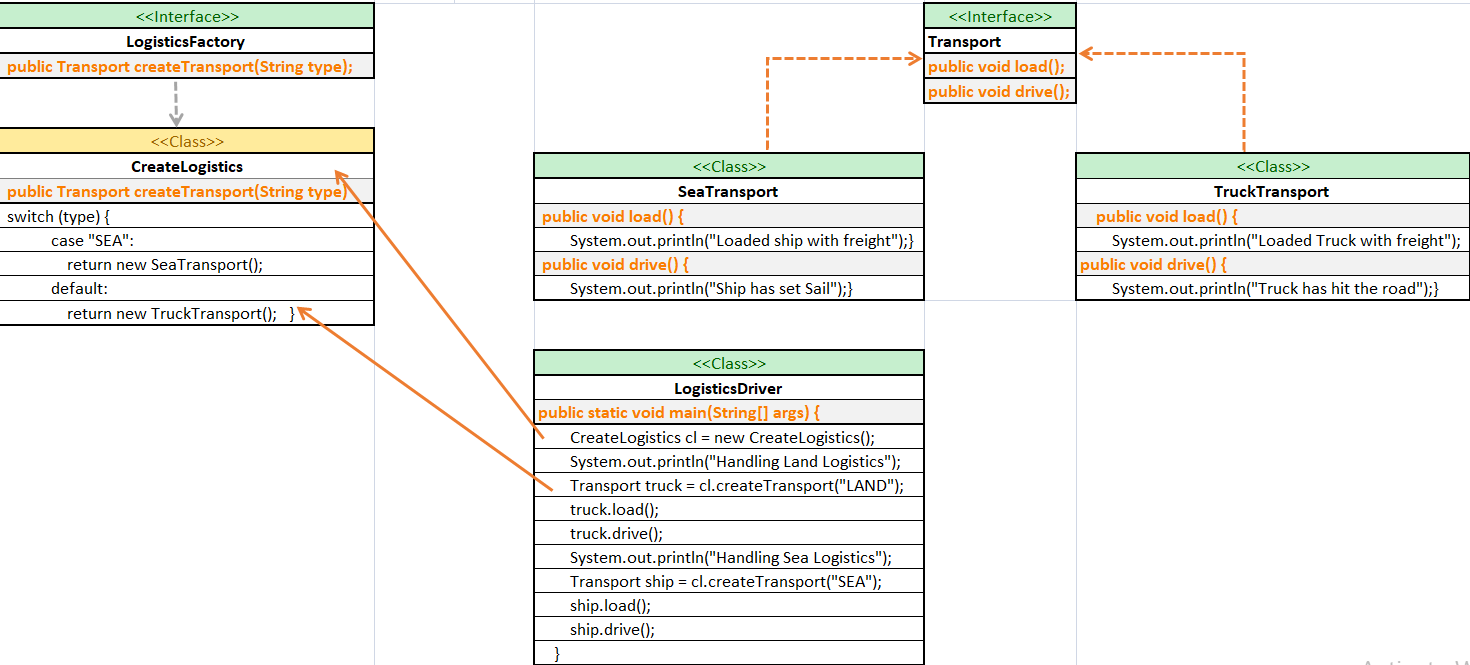 <<Interface>>
LogisticsFactory
public Transport createTransport(String type);
<<Class>>
CreateLogistics
public Transport createTransport(String type)
switch (type) {
case "SEA":
return new SeaTransport();
default:
return new TruckTransport(); }
<<Interface>>
Transport
public void load();
public void drive();
<<Class>>
SeaTransport
public void load() {
System.out.println("Loaded ship with freight");}
public void drive() {
System.out.println("Ship has set Sail");}
<<Class>>
TruckTransport
public void load() {
System.out.println("Loaded Truck with freight");
public void drive() {
System.out.println("Truck has hit the road");}
<<Class>>
LogisticsDriver
public static void main(String[] args) {
CreateLogistics cl = new CreateLogistics();
System.out.println("Handling Land Logistics");
Transport truck = cl.createTransport("LAND");
truck.load();
truck.drive();
System.out.println("Handling Sea Logistics");
Transport ship = cl.createTransport("SEA");
ship.load();
ship.drive();
}